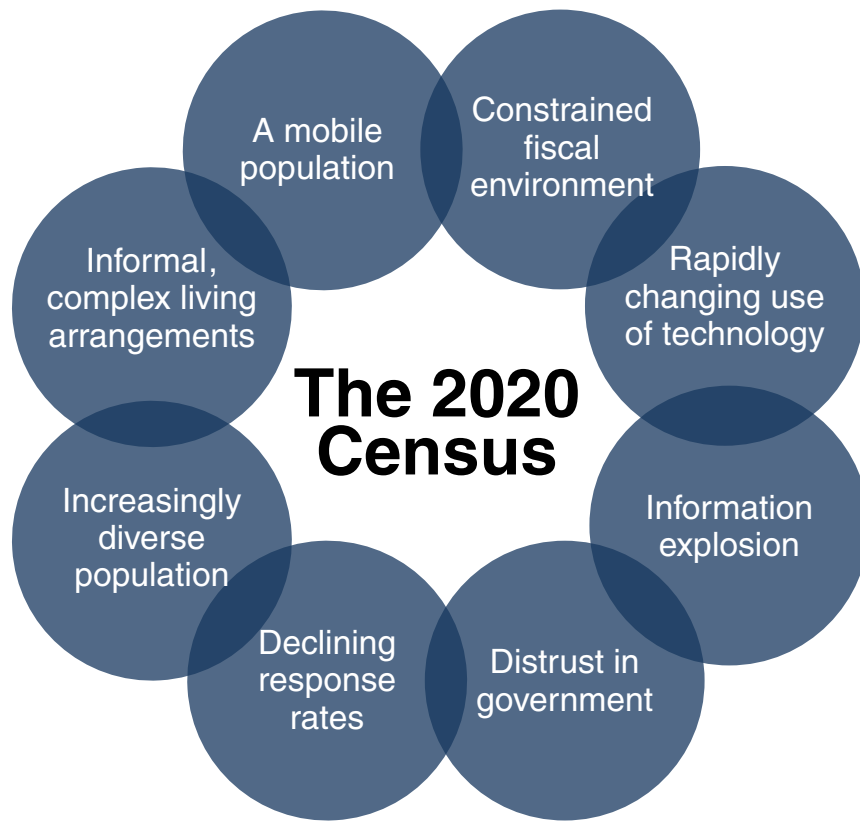 A mobile
population
Constrained
fiscal
environment
Rapidly
changing use
of technology
Information
explosion
Distrust in
government
Declining
response
rates
Increasingly
diverse
population
Informal,
complex living
arrangements
The 2020
Census